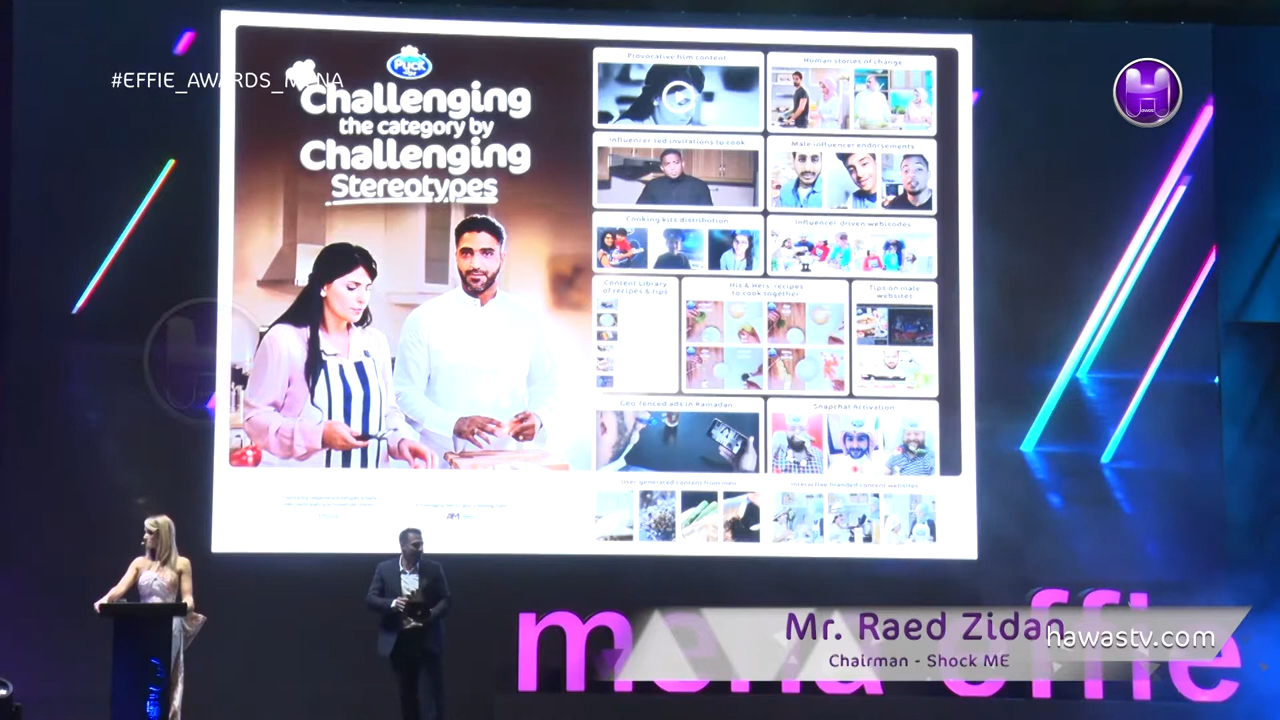 #EFFIE_AWARDS_MENA
Puck
Challenging
the category by
Challenging
Stereotypes
Provocative film content
Human stories of change
Influencer led invitations to cook
Male influencer endorsements
Cooking kits distribution
Influencer driven webisodes
Content Library
of recipes & tips
His & Hers' recipes
to cook together
Tips on male
websites
Geo-fenced ads in Ramadan
Snapchat Activation
User generated content from men
Interactive branded content websites
mena effie
Mr. Raed Zidan
hawastv.com
Chairman - Shock ME